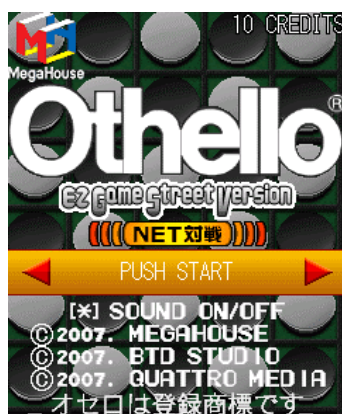 10 CREDITS
MH
MegaHouse
Othello®
EZ Game Street Version
NET対戦
PUSH START
[*] SOUND ON/OFF
©2007. MEGAHOUSE
©2007. BTD STUDIO
©2007. QUATTRO MEDIA
オセロは登録商標です